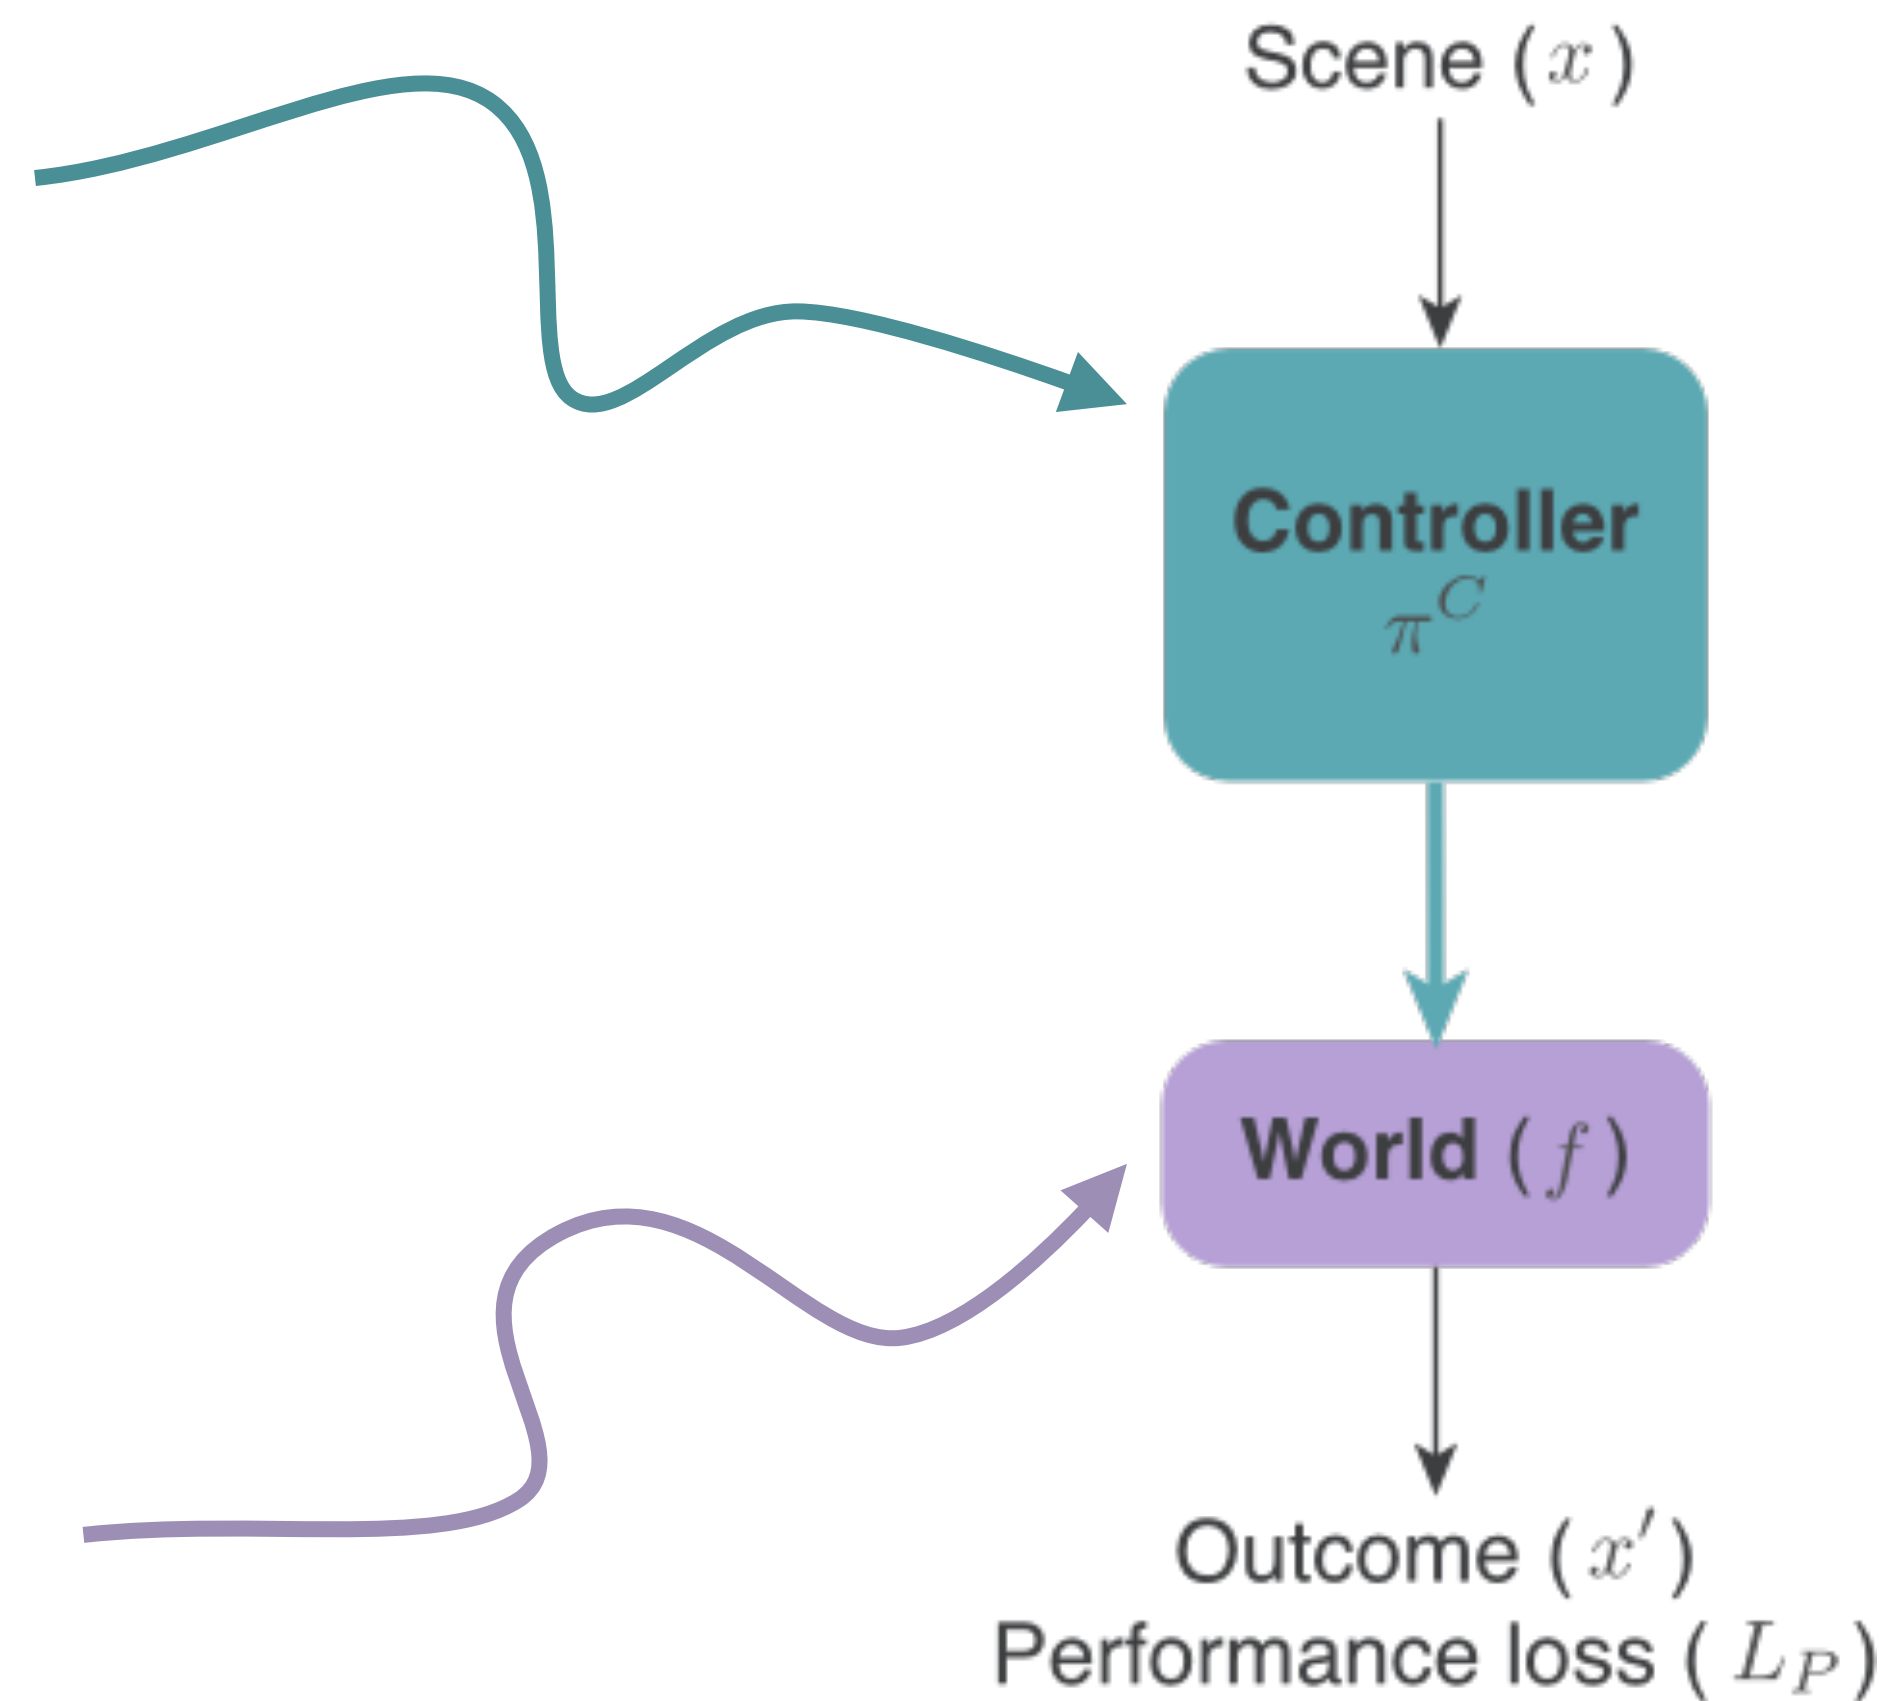 Scene (x)
Controller
π^C
World (f)
Outcome (x′)
Performance loss (L_P)